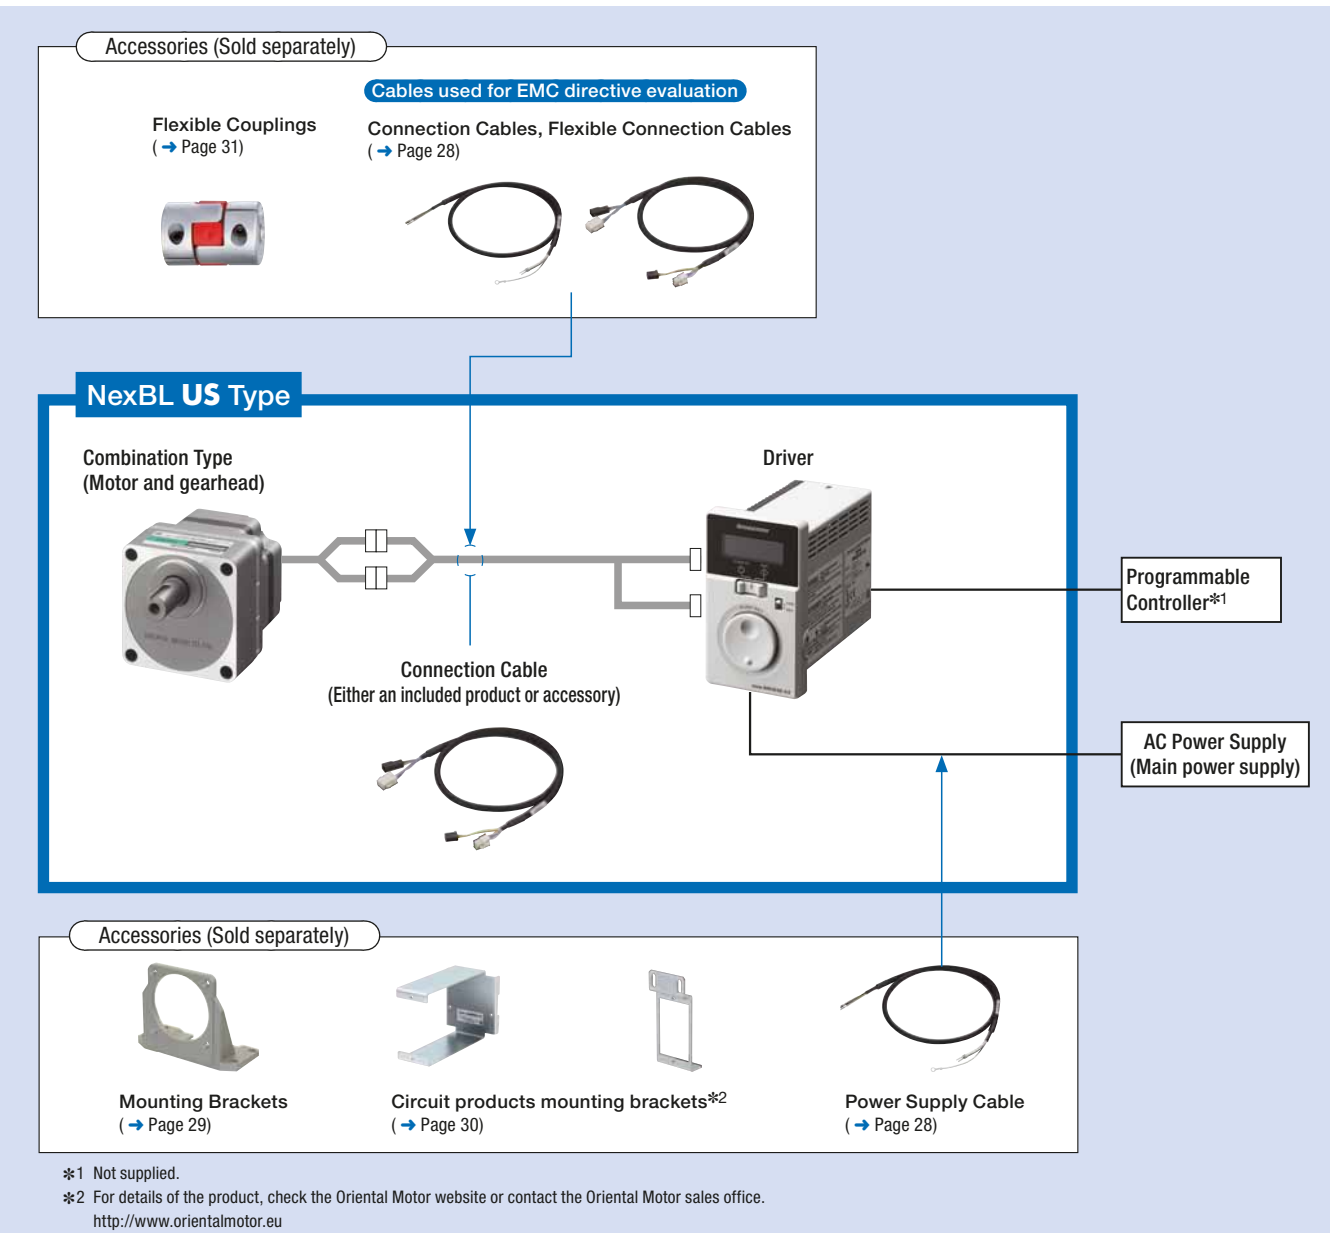 Accessories (Sold separately)
Cables used for EMC directive evaluation
Flexible Couplings
( ➜ Page 31)
Connection Cables, Flexible Connection Cables
( ➜ Page 28)
NexBL US Type
Combination Type
(Motor and gearhead)
Driver
Programmable
Controller✻1
Connection Cable
(Either an included product or accessory)
AC Power Supply
(Main power supply)
Accessories (Sold separately)
Mounting Brackets
( ➜ Page 29)
Circuit products mounting brackets✻2
( ➜ Page 30)
Power Supply Cable
( ➜ Page 28)
✻1 Not supplied.
✻2 For details of the product, check the Oriental Motor website or contact the Oriental Motor sales office.
http://www.orientalmotor.eu